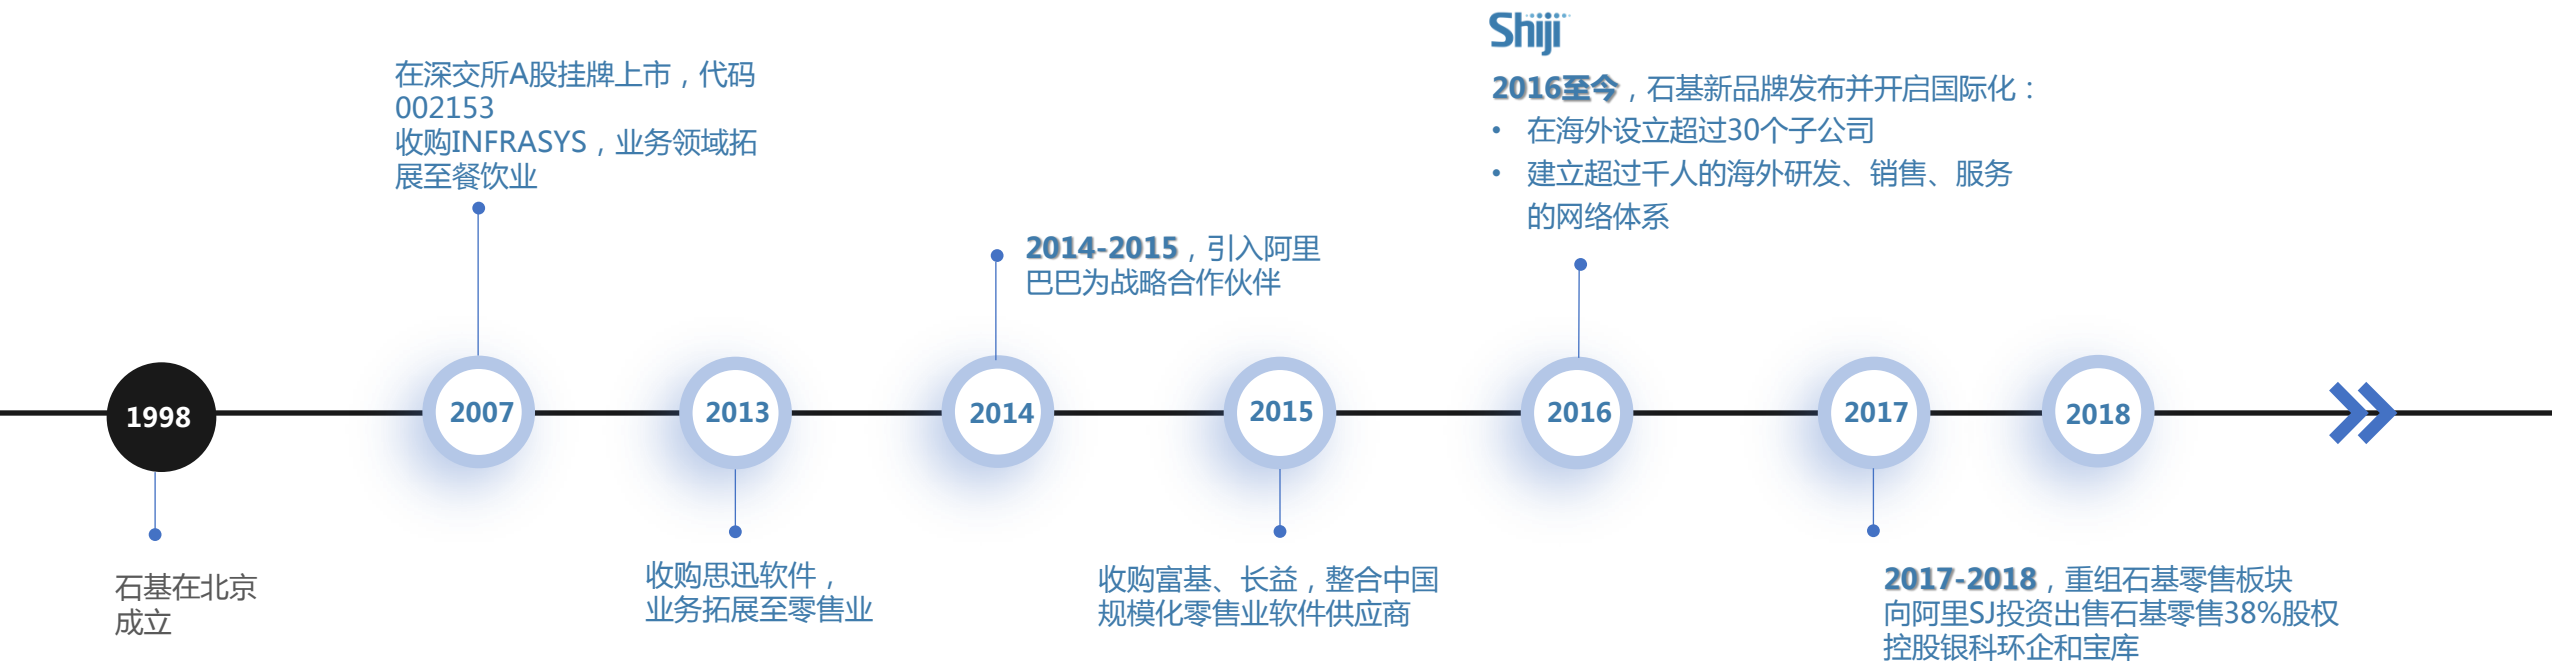 Shiji
在深交所A股挂牌上市，代码
002153
收购INFRASYS，业务领域拓
展至餐饮业
2014-2015，引入阿里
巴巴为战略合作伙伴
2016至今，石基新品牌发布并开启国际化：
• 在海外设立超过30个子公司
• 建立超过千人的海外研发、销售、服务
的网络体系
1998
2007
2013
2014
2015
2016
2017
2018
石基在北京
成立
收购思迅软件，
业务拓展至零售业
收购富基、长益，整合中国
规模化零售业软件供应商
2017-2018，重组石基零售板块
向阿里SJ投资出售石基零售38%股权
控股银科环企和宝库